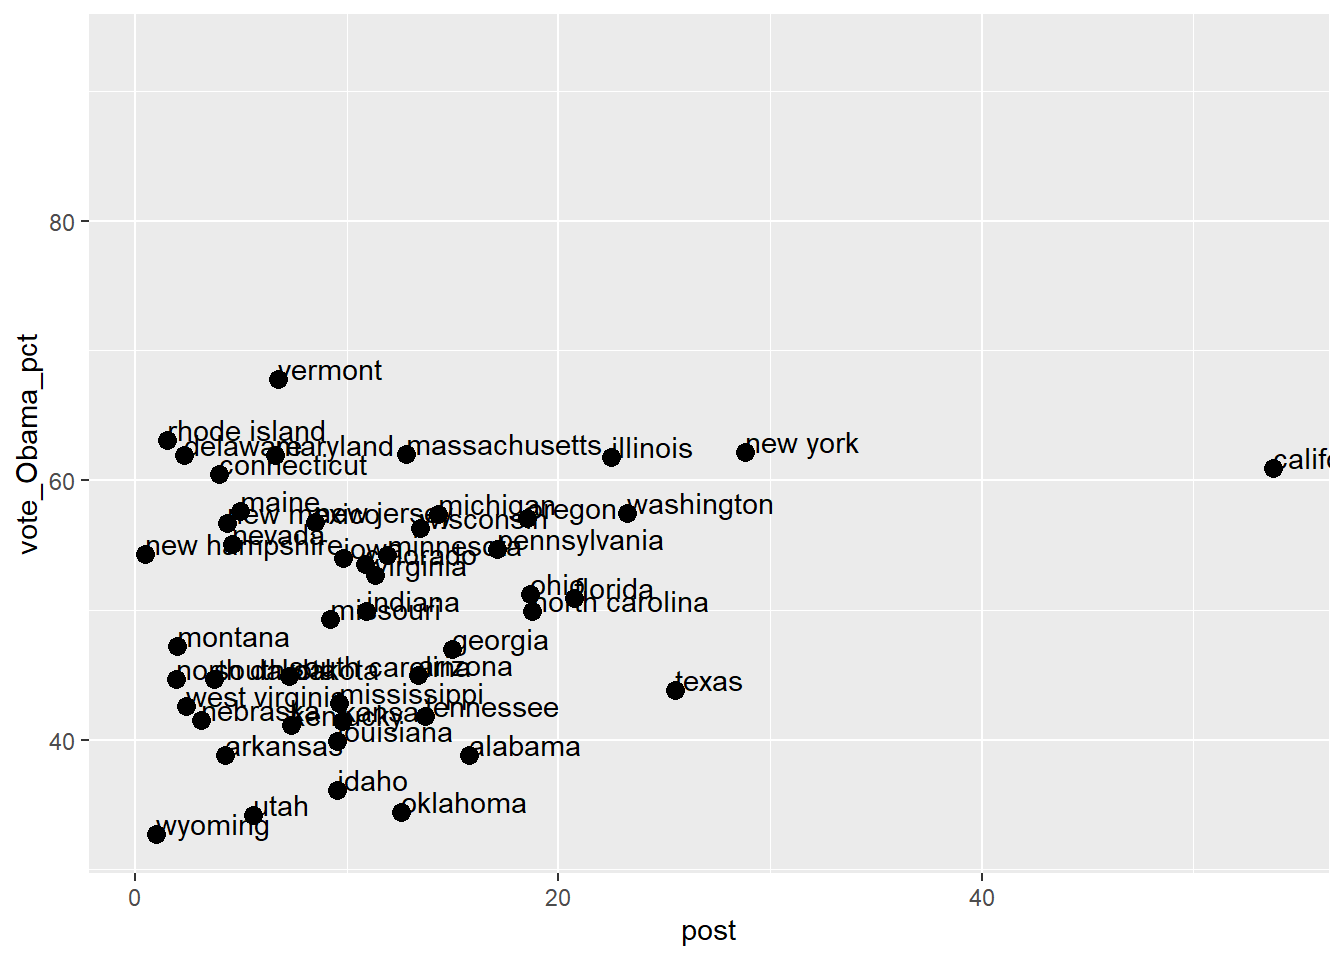 80
60
40
vote_Obama_pct
vermont
rhode island
delaware
maryland
massachusetts
illinois
new york
connecticut
califo
maine
new mexico
new jersey
michigan
wisconsin
oregon
washington
nevada
new hampshire
iowa
minnesota
colorado
pennsylvania
virginia
ohio
florida
north carolina
indiana
missouri
montana
georgia
north dakota
south dakota
south carolina
arizona
texas
west virginia
mississippi
nebraska
kentucky
kansas
tennessee
louisiana
arkansas
alabama
idaho
utah
oklahoma
wyoming
0
20
40
post